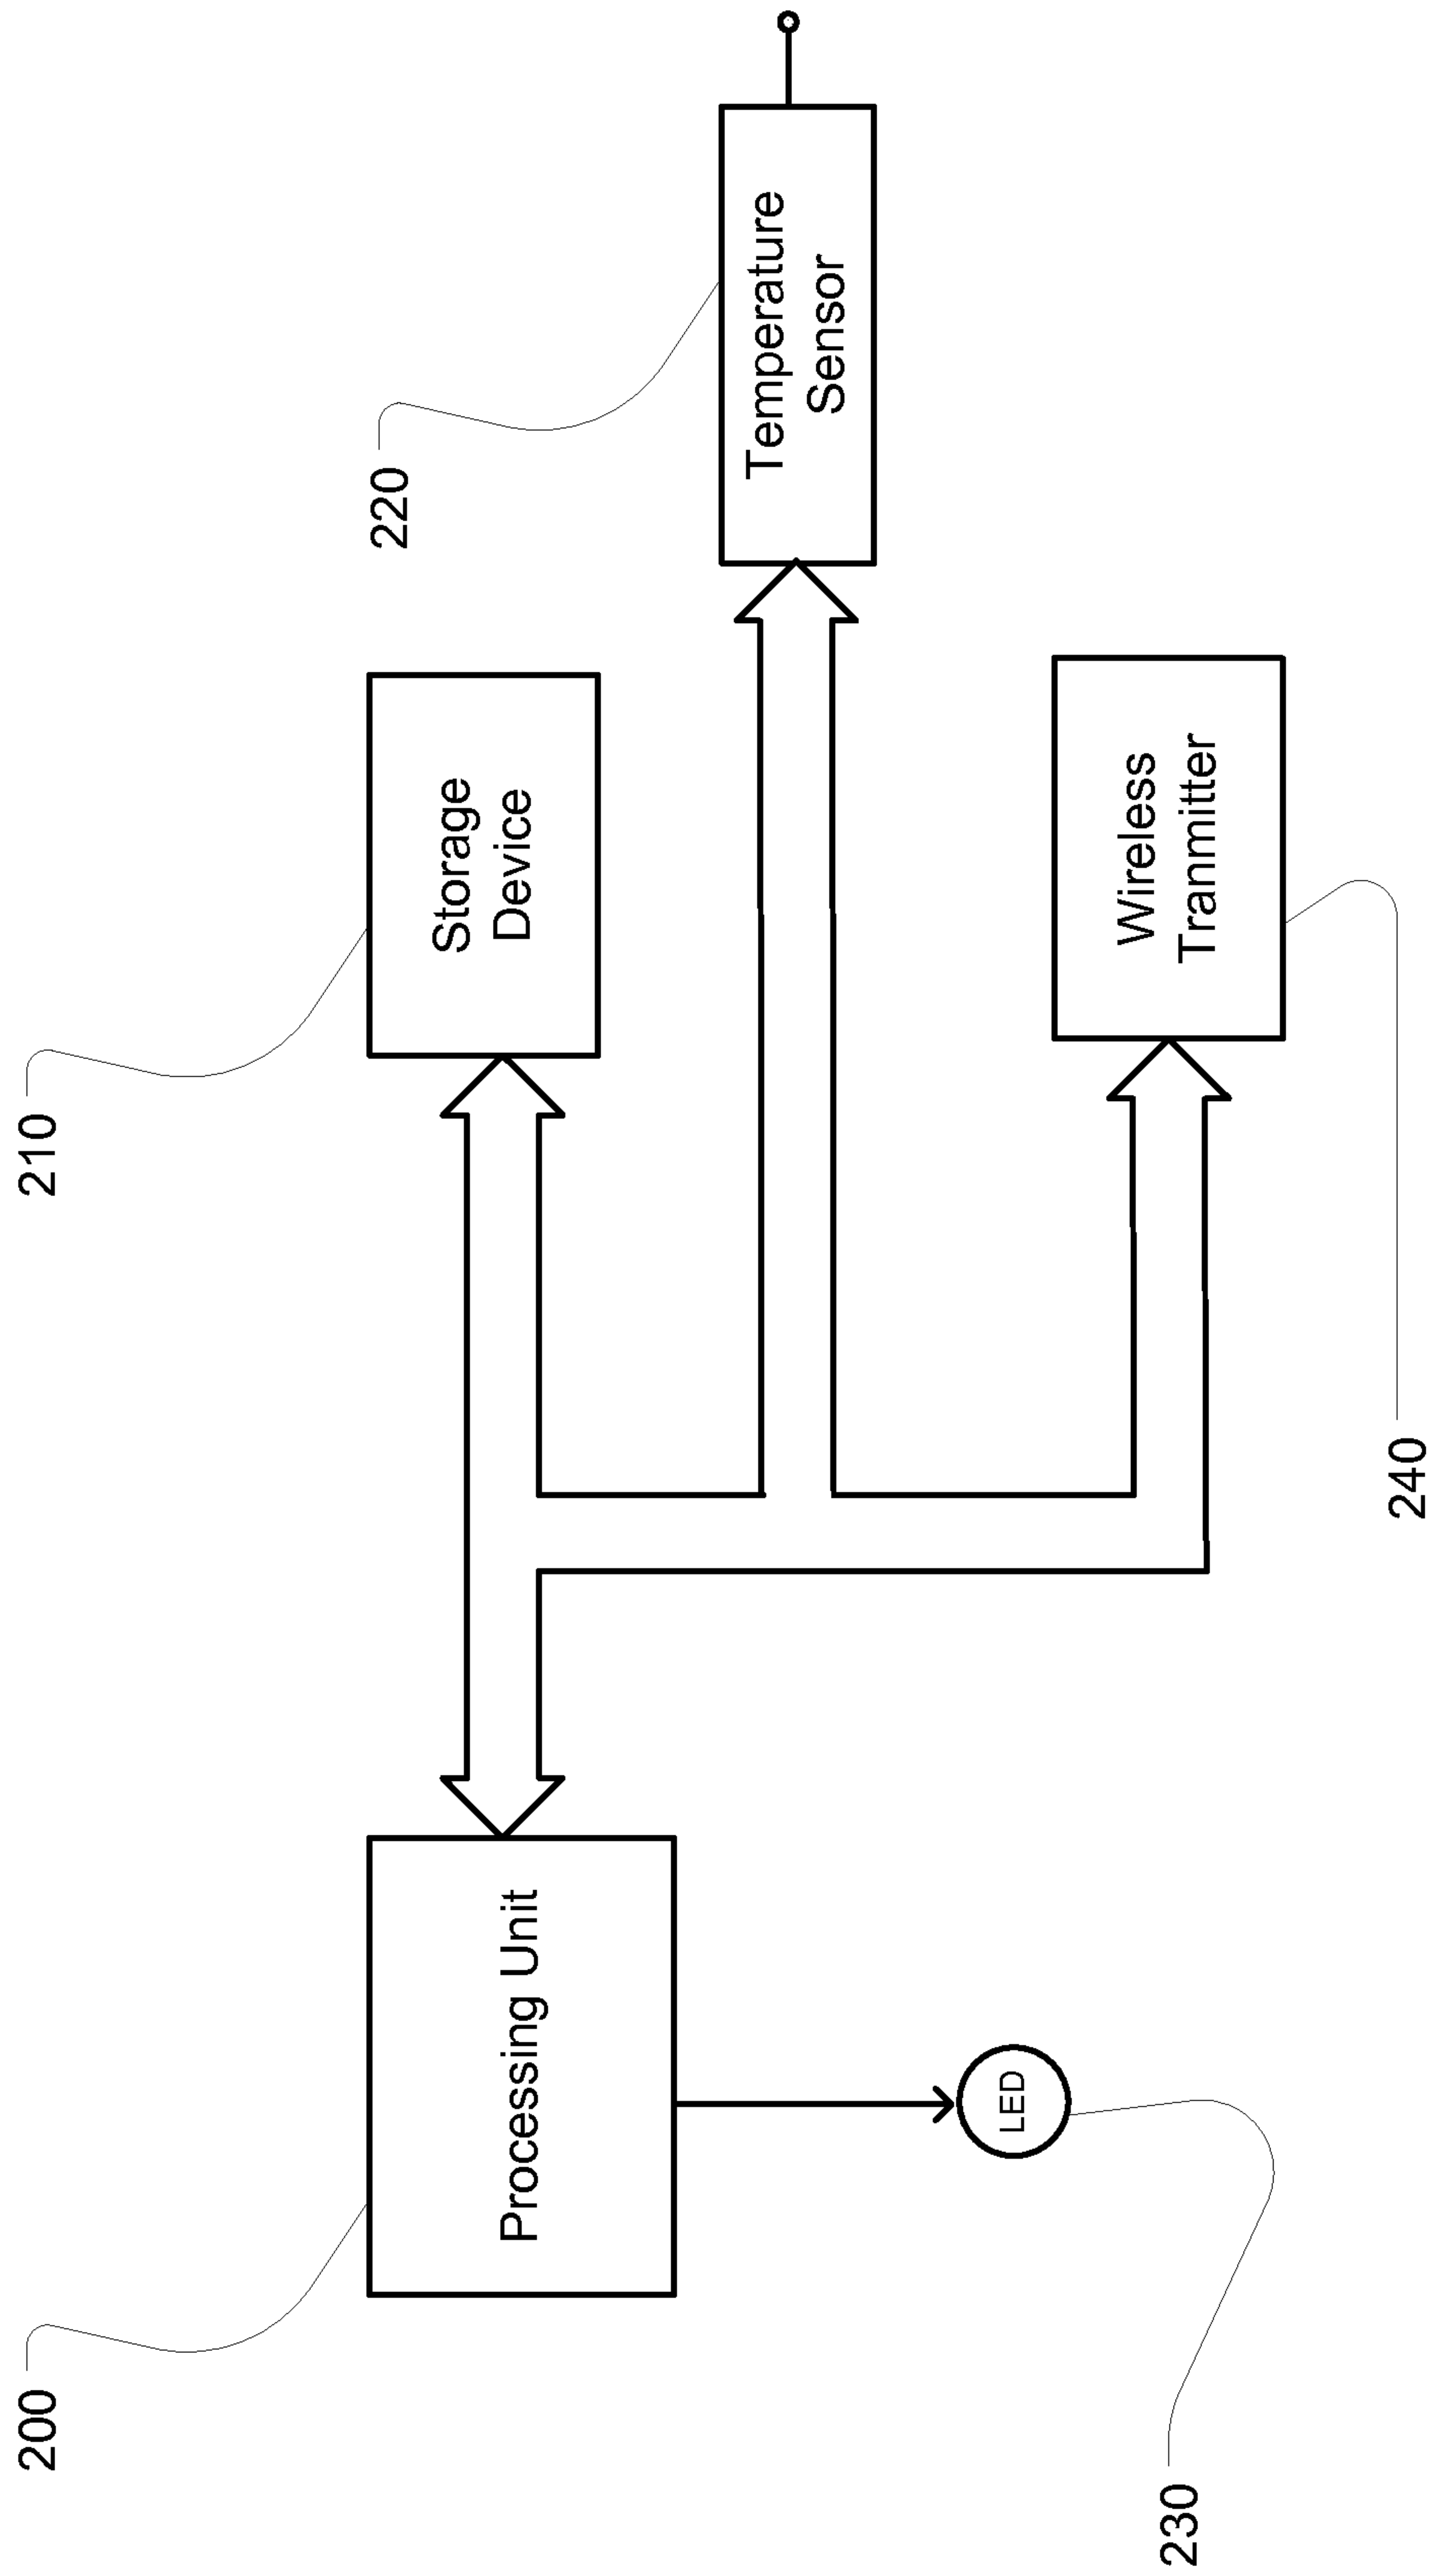 200
Processing Unit
210
Storage
Device
220
Temperature
Sensor
LED
230
Wireless
Tranmitter
240